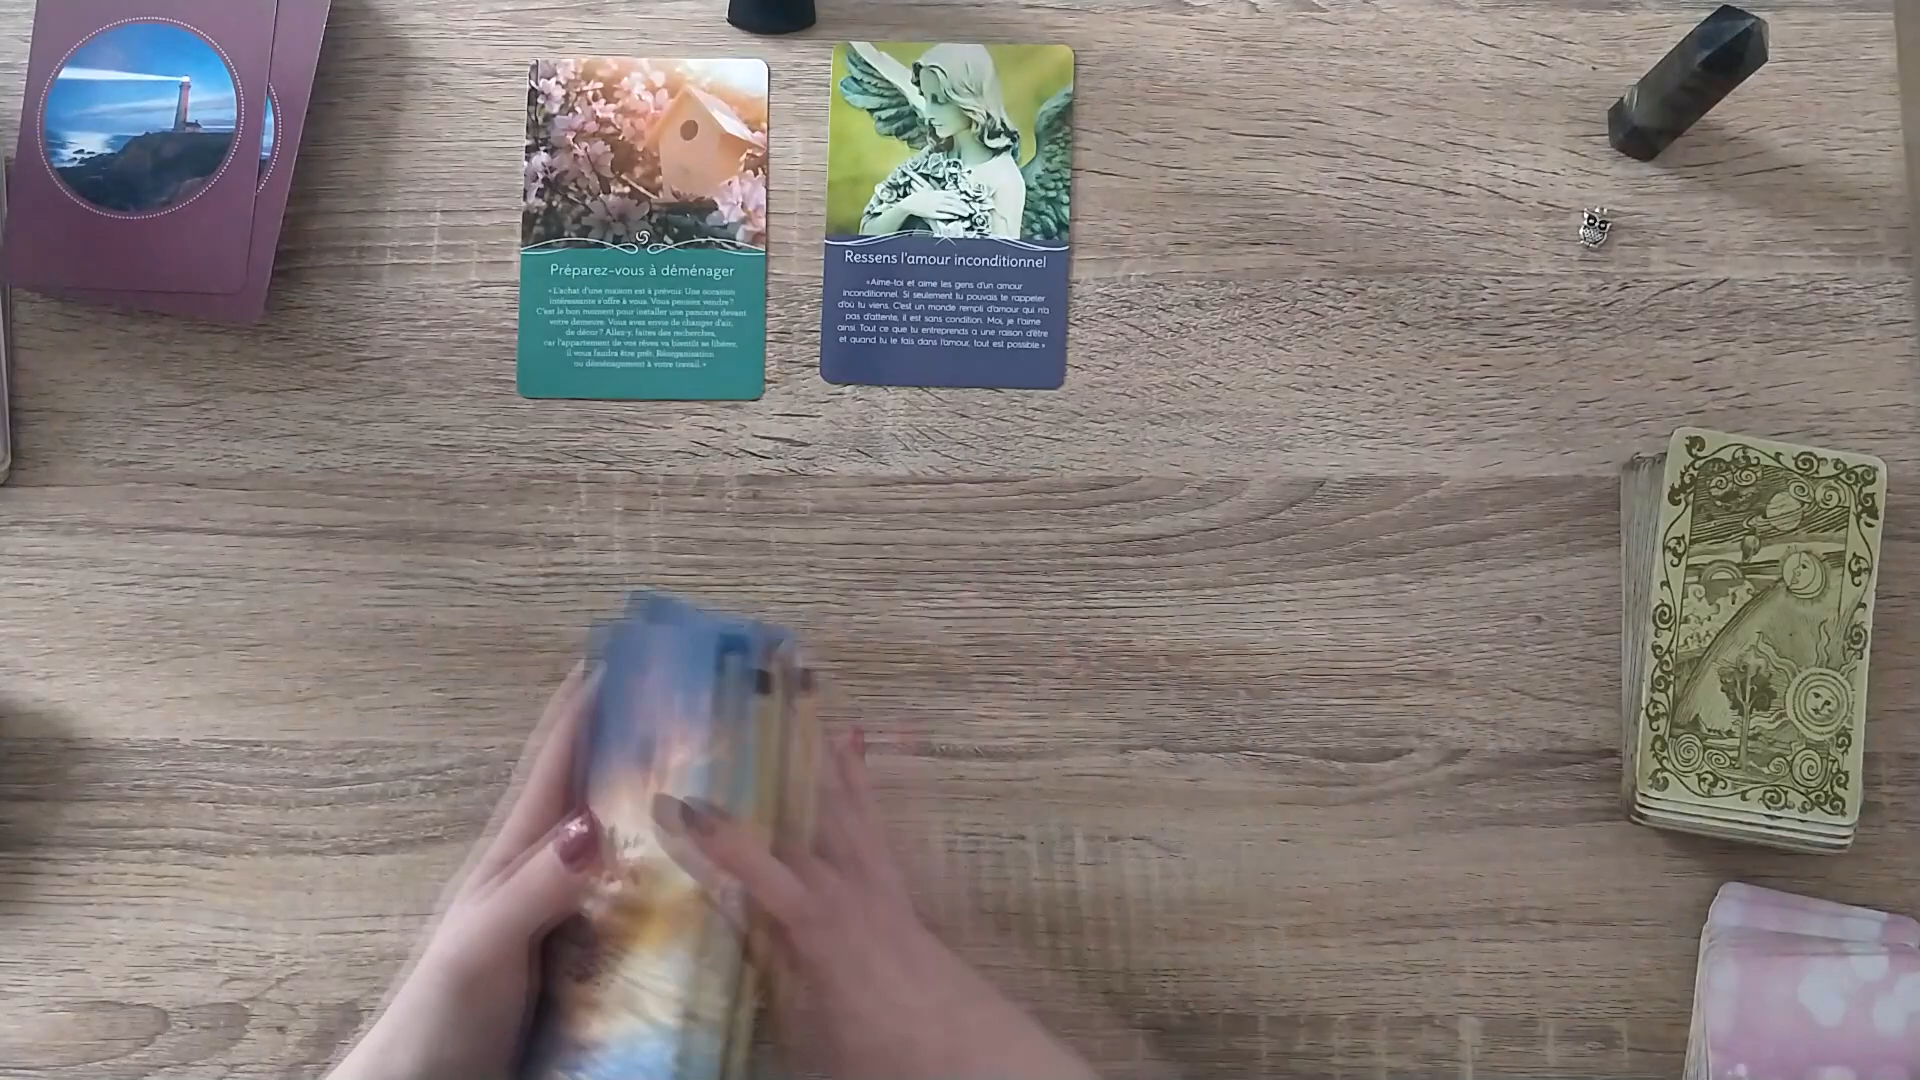 Préparez-vous à déménager
«L'achat d'une maison est à prévoir. Une occasion
intéressante s'offre à vous. Vous pensiez vendre?
C'est le bon moment pour installer une pancarte devant
votre demeure. Vous avez envie de changer d'air,
de décor? Allez-y, faites des recherches,
car l'appartement de vos rêves va bientôt se libérer,
il vous faudra être prêt. Réorganisation
ou déménagement à votre travail.»
Ressens l'amour inconditionnel
«Aime-toi et aime les gens d'un amour
inconditionnel. Si seulement tu pouvais te rappeler
d'où tu viens. C'est un monde rempli d'amour qui n'a
pas d'attente, il est sans condition. Moi, je t'aime
ainsi. Tout ce que tu entreprends a une raison d'être
et quand tu le fais dans l'amour, tout est possible.»